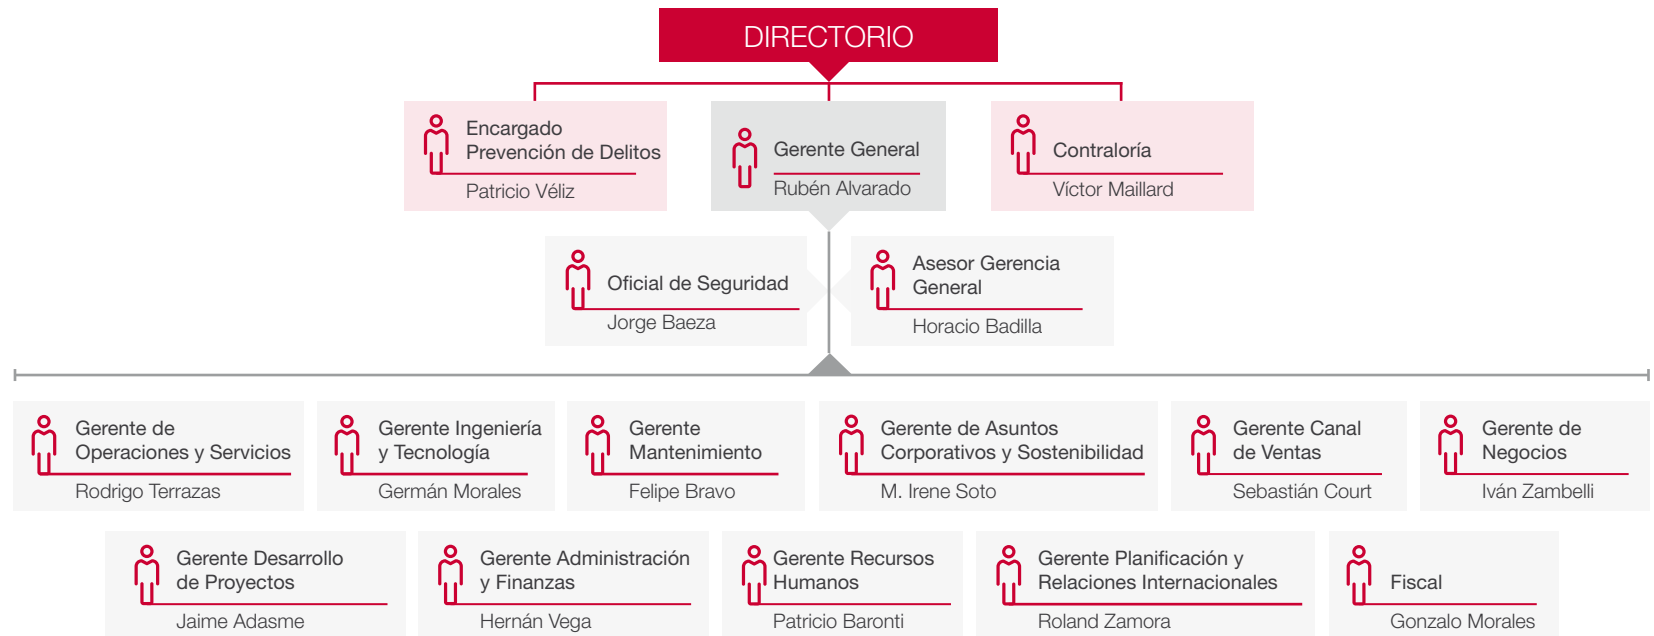 DIRECTORIO
Encargado
Prevención de Delitos
Patricio Véliz
Gerente General
Rubén Alvarado
Contraloría
Víctor Maillard
Oficial de Seguridad
Jorge Baeza
Asesor Gerencia
General
Horacio Badilla
Gerente de
Operaciones y Servicios
Rodrigo Terrazas
Gerente Ingeniería
y Tecnología
Germán Morales
Gerente
Mantenimiento
Felipe Bravo
Gerente de Asuntos
Corporativos y Sostenibilidad
M. Irene Soto
Gerente Canal
de Ventas
Sebastián Court
Gerente de
Negocios
Iván Zambelli
Gerente Desarrollo
de Proyectos
Jaime Adasme
Gerente Administración
y Finanzas
Hernán Vega
Gerente Recursos
Humanos
Patricio Baronti
Gerente Planificación y
Relaciones Internacionales
Roland Zamora
Fiscal
Gonzalo Morales